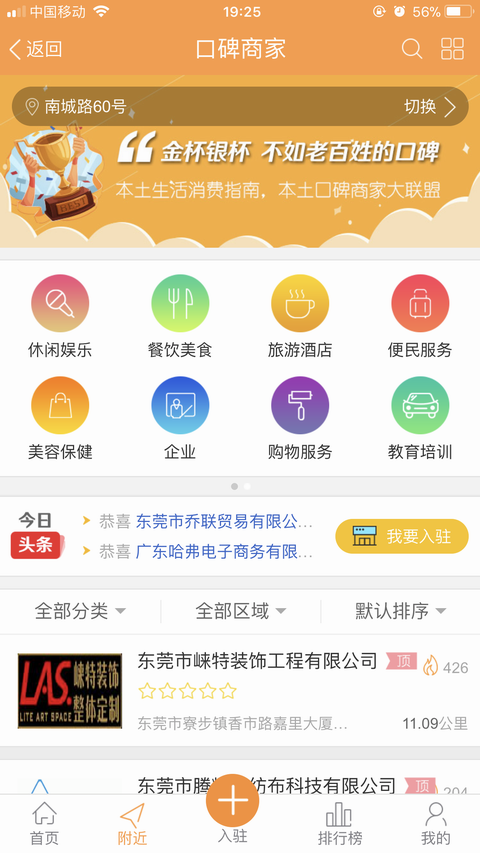 中国移动
19:25
56%
返回
口碑商家
南城路60号
切换
金杯银杯 不如老百姓的口碑
本土生活消费指南，本土口碑商家大联盟
BEST
休闲娱乐
餐饮美食
旅游酒店
便民服务
美容保健
企业
购物服务
教育培训
今日
头条
恭喜 东莞市乔联贸易有限公...
恭喜 广东哈弗电子商务有限...
我要入驻
全部分类
全部区域
默认排序
LAS
LITE ART SPACE
崃特装饰
整体定制
东莞市崃特装饰工程有限公司
顶
426
东莞市寮步镇香市路嘉里大厦...
11.09公里
东莞市腾
纺布科技有限公司
顶
204
首页
附近
入驻
排行榜
我的